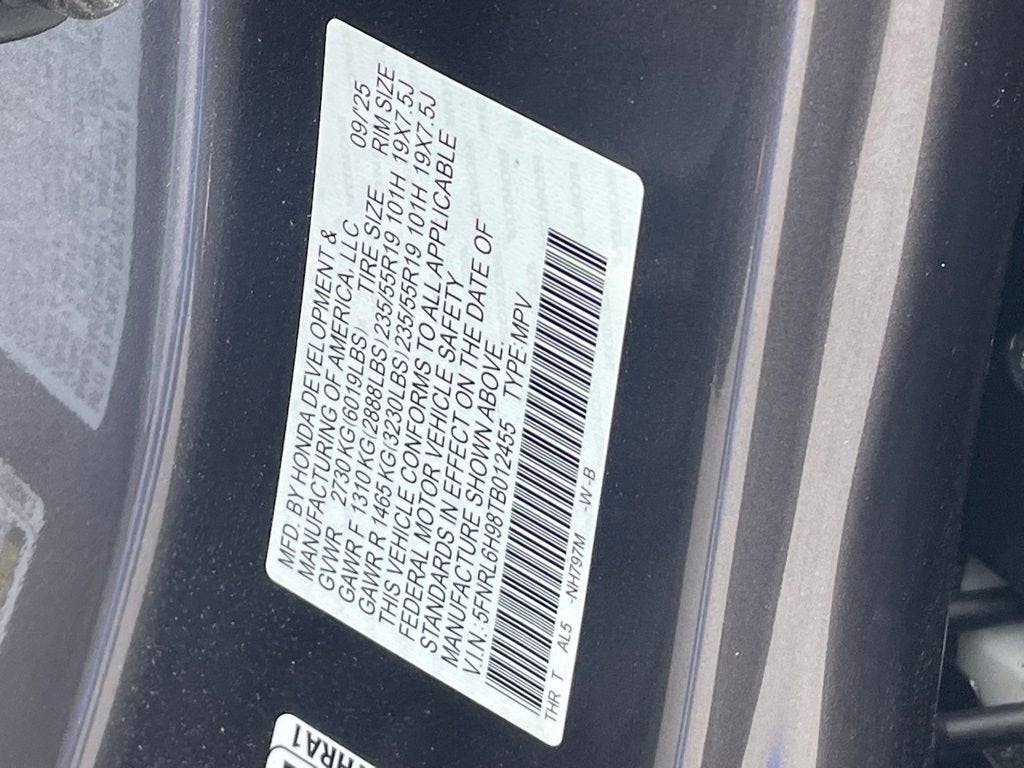 MFD. BY HONDA DEVELOPMENT &
MANUFACTURING OF AMERICA, LLC 09/'25
GVWR 2730KG(6019LBS) TIRE SIZE RIM SIZE
GAWR F 1310KG(2888LBS)235/55R19 101H 19X7.5J
GAWR R 1465KG(3230LBS)235/55R19 101H 19X7.5J
THIS VEHICLE CONFORMS TO ALL APPLICABLE
FEDERAL MOTOR VEHICLE SAFETY
STANDARDS IN EFFECT ON THE DATE OF
MANUFACTURE SHOWN ABOVE.
V.I.N.:5FNRL6H98TB012455 TYPE:MPV
THR T AL5 -NH797M -W-B
HRA1